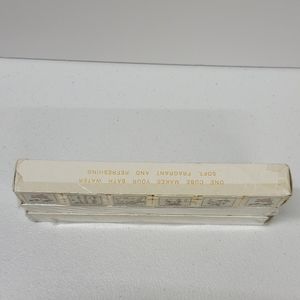 ONE CUBE MAKES YOUR BATH WATER
SOFT, FRAGRANT AND REFRESHING